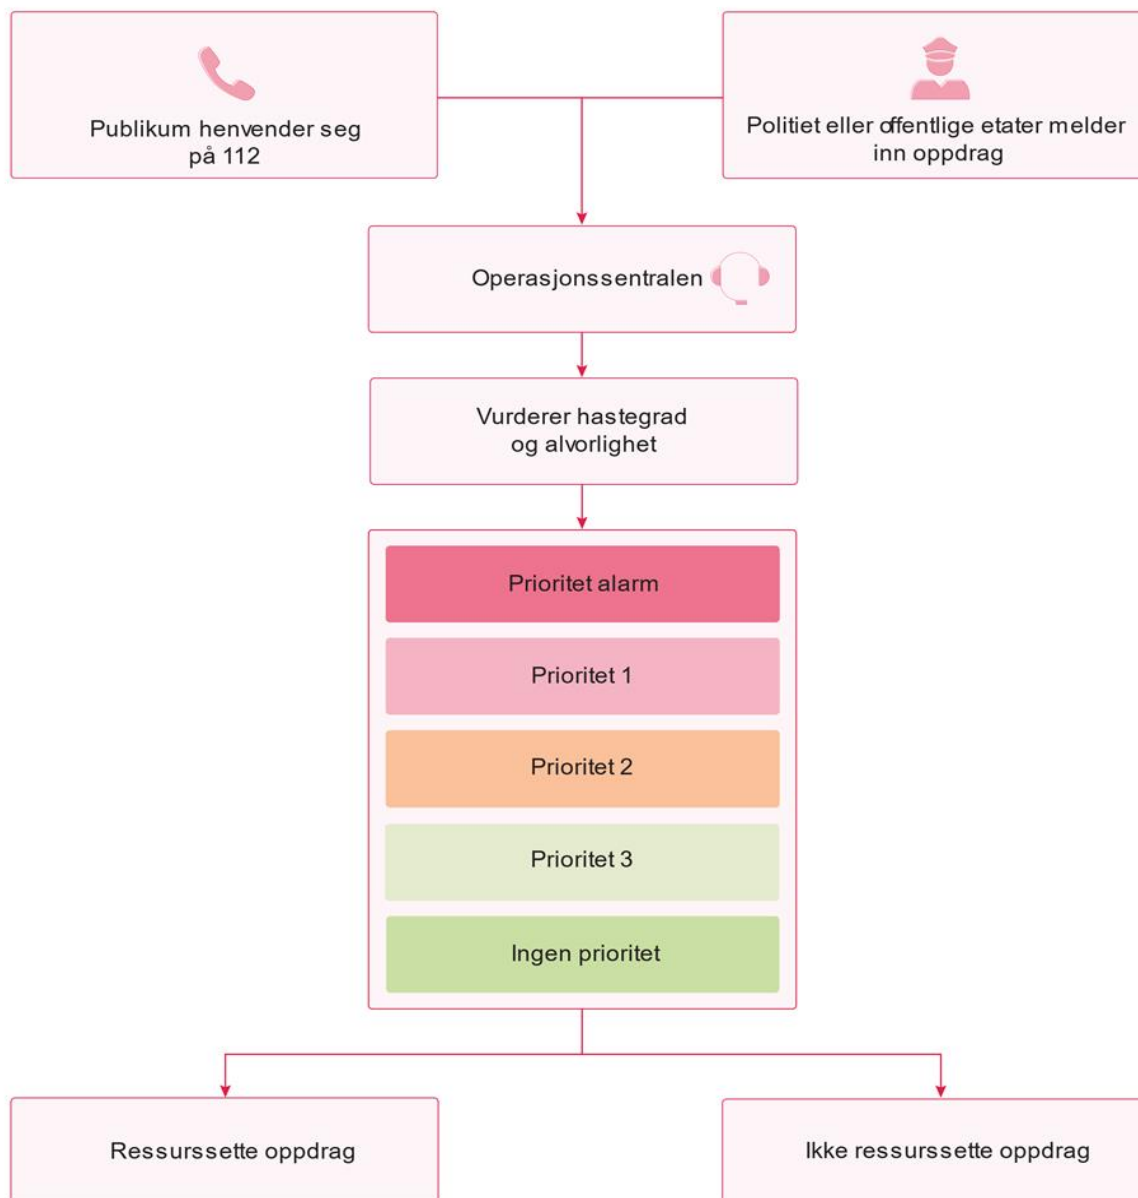 Publikum henvender seg
på 112
Politiet eller offentlige etater melder
inn oppdrag
Operasjonssentralen
Vurderer hastegrad
og alvorlighet
Prioritet alarm
Prioritet 1
Prioritet 2
Prioritet 3
Ingen prioritet
Ressurssette oppdrag
Ikke ressurssette oppdrag